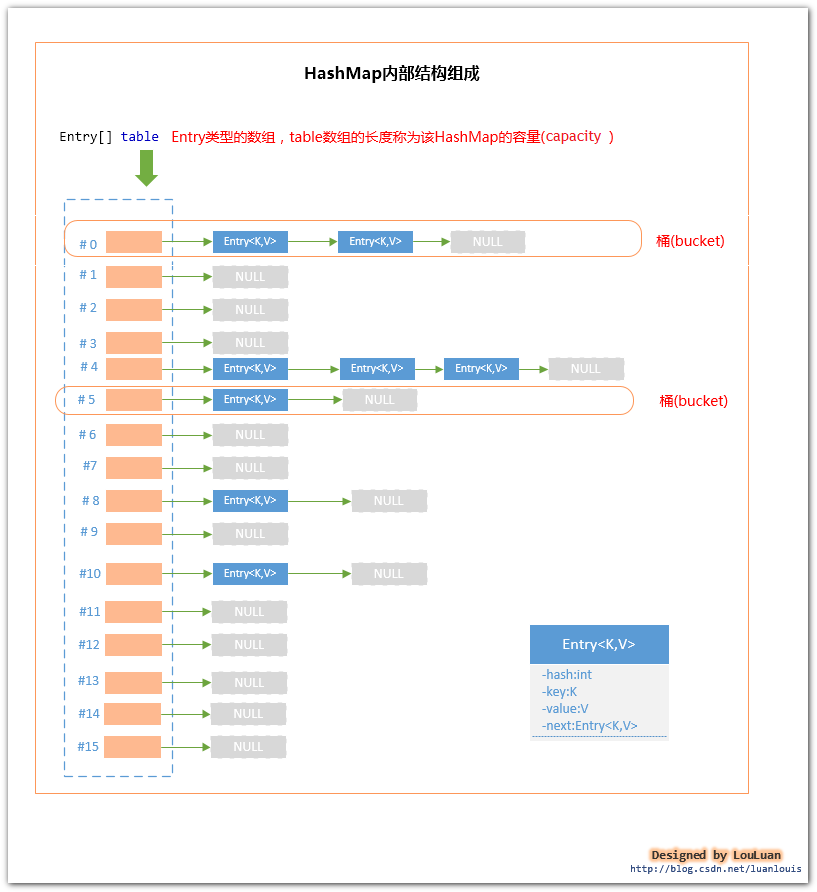 HashMap内部结构组成
Entry[] table Entry类型的数组，table数组的长度称为该HashMap的容量(capacity )
# 0 Entry<K,V> Entry<K,V> NULL 桶(bucket)
# 1 NULL
# 2 NULL
# 3 NULL
# 4 Entry<K,V> Entry<K,V> Entry<K,V> NULL
# 5 Entry<K,V> NULL 桶(bucket)
# 6 NULL
#7 NULL
# 8 Entry<K,V> NULL
# 9 NULL
#10 Entry<K,V> NULL
#11 NULL
#12 NULL
#13 NULL
#14 NULL
#15 NULL
Entry<K,V>
-hash:int
-key:K
-value:V
-next:Entry<K,V>
Designed by LouLuan
http://blog.csdn.net/luanlouis